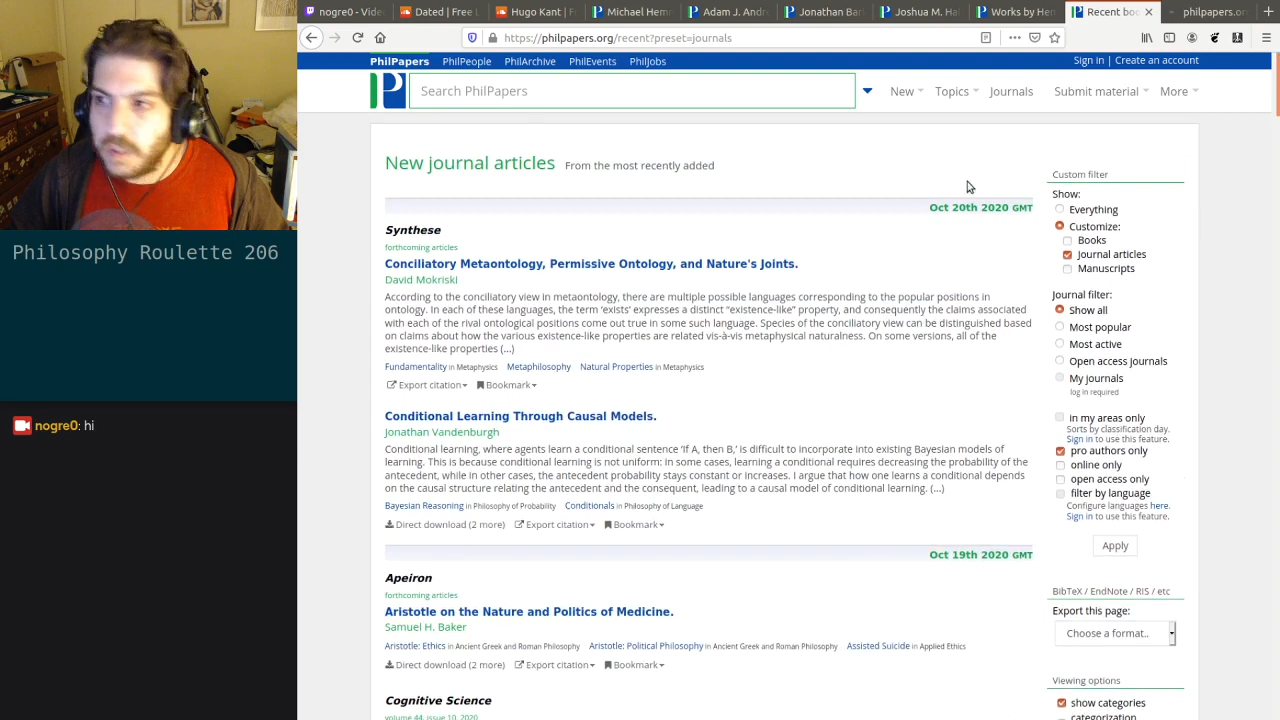 nogre0 - Vide
Dated | Free
Hugo Kant |
Michael Hem
Adam J. Andre
Jonathan Bar
Joshua M. Ha
Works by Hen
Recent bo
philpapers.org
https://philpapers.org/recent?preset=journals
PhilPapers PhilPeople PhilArchive PhilEvents PhilJobs
Sign in | Create an account
P
Search PhilPapers
New Topics Journals Submit material More
New journal articles From the most recently added
Oct 20th 2020 GMT
Synthese
forthcoming articles
Conciliatory Metaontology, Permissive Ontology, and Nature's Joints.
David Mokriski
According to the conciliatory view in metaontology, there are multiple possible languages corresponding to the popular positions in
ontology. In each of these languages, the term 'exists' expresses a distinct "existence-like" property, and consequently the claims associated
with each of the rival ontological positions come out true in some such language. Species of the conciliatory view can be distinguished based
on claims about how the various existence-like properties are related vis-à-vis metaphysical naturalness. On some versions, all of the
existence-like properties (...)
Fundamentality in Metaphysics Metaphilosophy Natural Properties in Metaphysics
Export citation Bookmark
Conditional Learning Through Causal Models.
Jonathan Vandenburgh
Conditional learning, where agents learn a conditional sentence 'If A, then B,' is difficult to incorporate into existing Bayesian models of
learning. This is because conditional learning is not uniform: in some cases, learning a conditional requires decreasing the probability of the
antecedent, while in other cases, the antecedent probability stays constant or increases. I argue that how one learns a conditional depends
on the causal structure relating the antecedent and the consequent, leading to a causal model of conditional learning. (...)
Bayesian Reasoning in Philosophy of Probability Conditionals in Philosophy of Language
Direct download (2 more) Export citation Bookmark
Oct 19th 2020 GMT
Apeiron
forthcoming articles
Aristotle on the Nature and Politics of Medicine.
Samuel H. Baker
Aristotle: Ethics in Ancient Greek and Roman Philosophy Aristotle: Political Philosophy in Ancient Greek and Roman Philosophy Assisted Suicide in Applied Ethics
Direct download (2 more) Export citation Bookmark
Cognitive Science
volume 44, issue 10, 2020
Custom filter
Show:
Everything
Customize:
Books
Journal articles
Manuscripts
Journal filter:
Show all
Most popular
Most active
Open access journals
My journals
log in required
in my areas only
Sorts by classification day.
Sign in to use this feature.
pro authors only
online only
open access only
filter by language
Configure languages here.
Sign in to use this feature.
Apply
BibTeX / EndNote / RIS / etc
Export this page:
Choose a format..
Viewing options
show categories
categorization
Philosophy Roulette 206
nogre0: hi